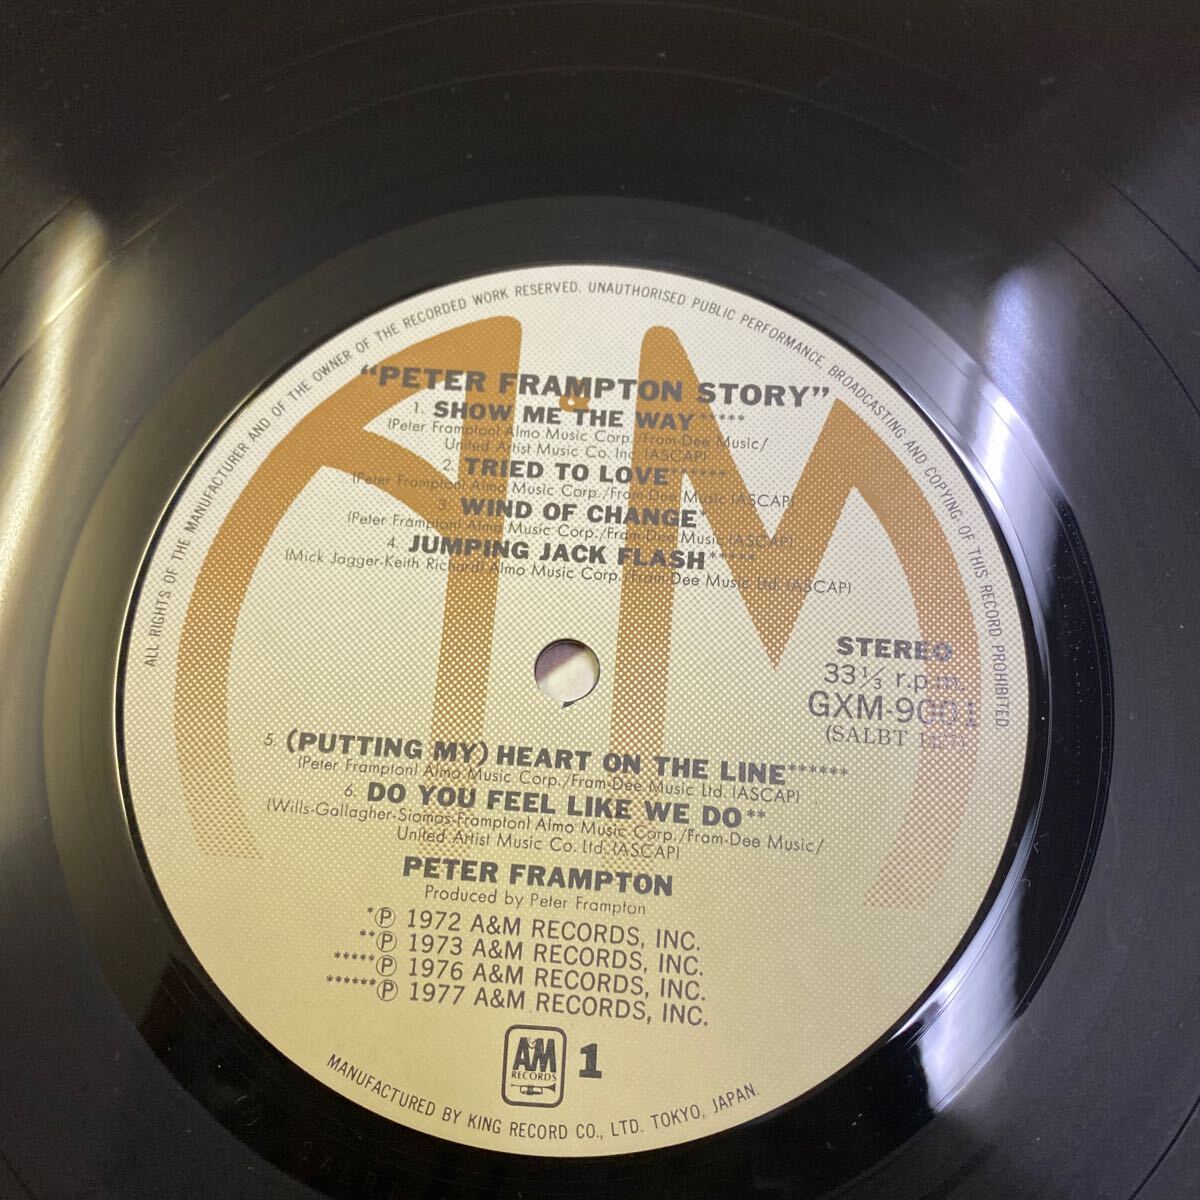 ALL RIGHTS OF THE MANUFACTURER AND OF THE OWNER OF THE RECORDED WORK RESERVED. UNAUTHORISED PUBLIC PERFORMANCE, BROADCASTING AND COPYING OF THIS RECORD PROHIBITED.
"PETER FRAMPTON STORY"
1. SHOW ME THE WAY*****
(Peter Frampton) Almo Music Corp./Fram-Dee Music/
United Artist Music Co. Inc. (ASCAP)
2. TRIED TO LOVE******
(Peter Frampton) Almo Music Corp./Fram-Dee Music (ASCAP)
3. WIND OF CHANGE*
(Peter Frampton) Almo Music Corp./Fram-Dee Music (ASCAP)
4. JUMPING JACK FLASH*****
(Mick Jagger-Keith Richard) Almo Music Corp./Fram-Dee Music Ltd. (ASCAP)
STEREO
33 1/3 r.p.m.
GXM-9001
(SALBT
5. (PUTTING MY) HEART ON THE LINE******
(Peter Frampton) Almo Music Corp./Fram-Dee Music Ltd. (ASCAP)
6. DO YOU FEEL LIKE WE DO**
(Wills-Gallagher-Siomos-Frampton) Almo Music Corp./Fram-Dee Music/
United Artist Music Co. Ltd. (ASCAP)
PETER FRAMPTON
Produced by Peter Frampton
*Ⓟ 1972 A&M RECORDS, INC.
**Ⓟ 1973 A&M RECORDS, INC.
*****Ⓟ 1976 A&M RECORDS, INC.
******Ⓟ 1977 A&M RECORDS, INC.
A&M RECORDS 1
MANUFACTURED BY KING RECORD CO., LTD. TOKYO, JAPAN.